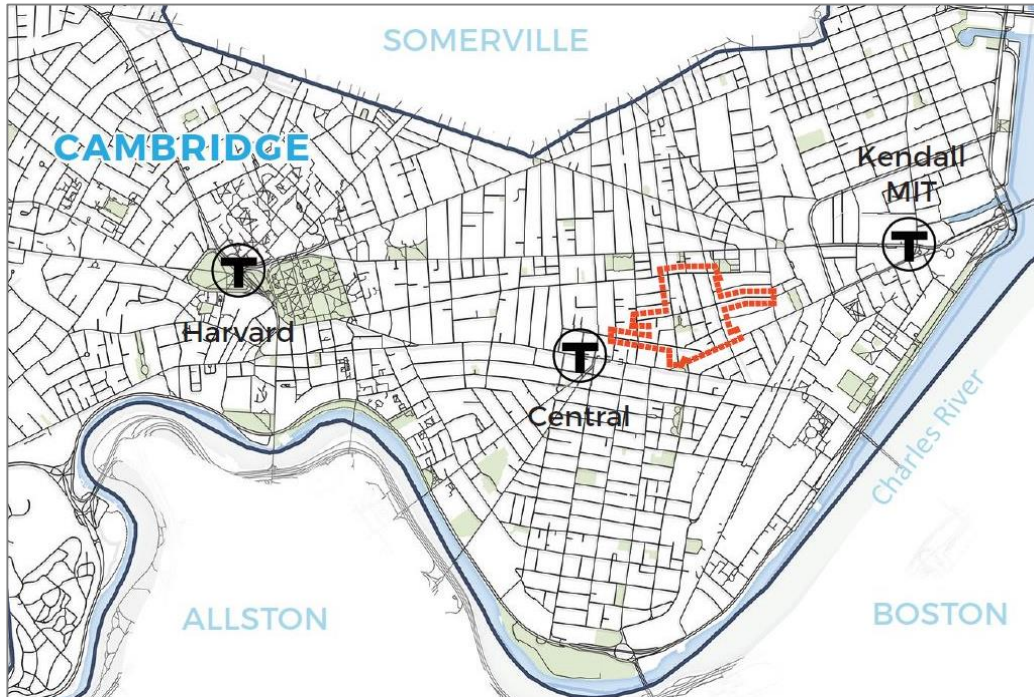 SOMERVILLE
CAMBRIDGE
Kendall
MIT
T
T
Harvard
T
Central
Charles River
ALLSTON
BOSTON